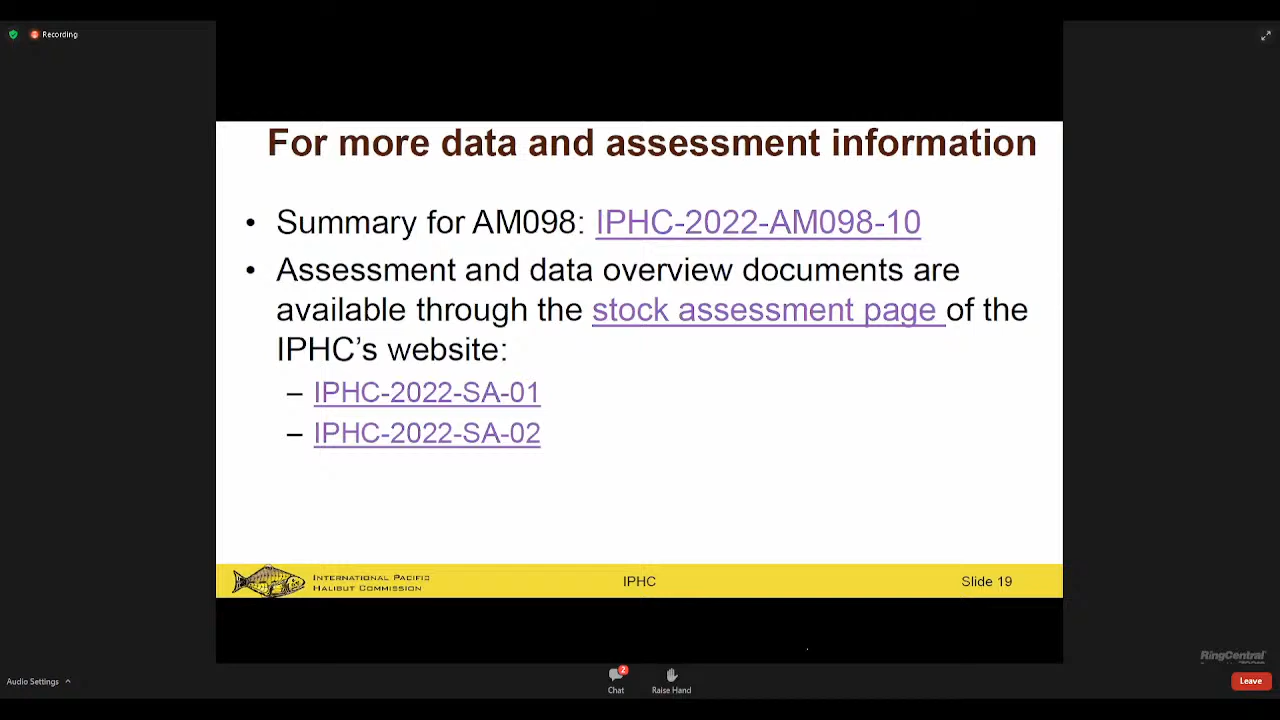 Recording
For more data and assessment information
• Summary for AM098: IPHC-2022-AM098-10
• Assessment and data overview documents are
available through the stock assessment page of the
IPHC’s website:
– IPHC-2022-SA-01
– IPHC-2022-SA-02
International Pacific
Halibut Commission
IPHC
Slide 19
RingCentral
Audio Settings
2
Chat
Raise Hand
Leave